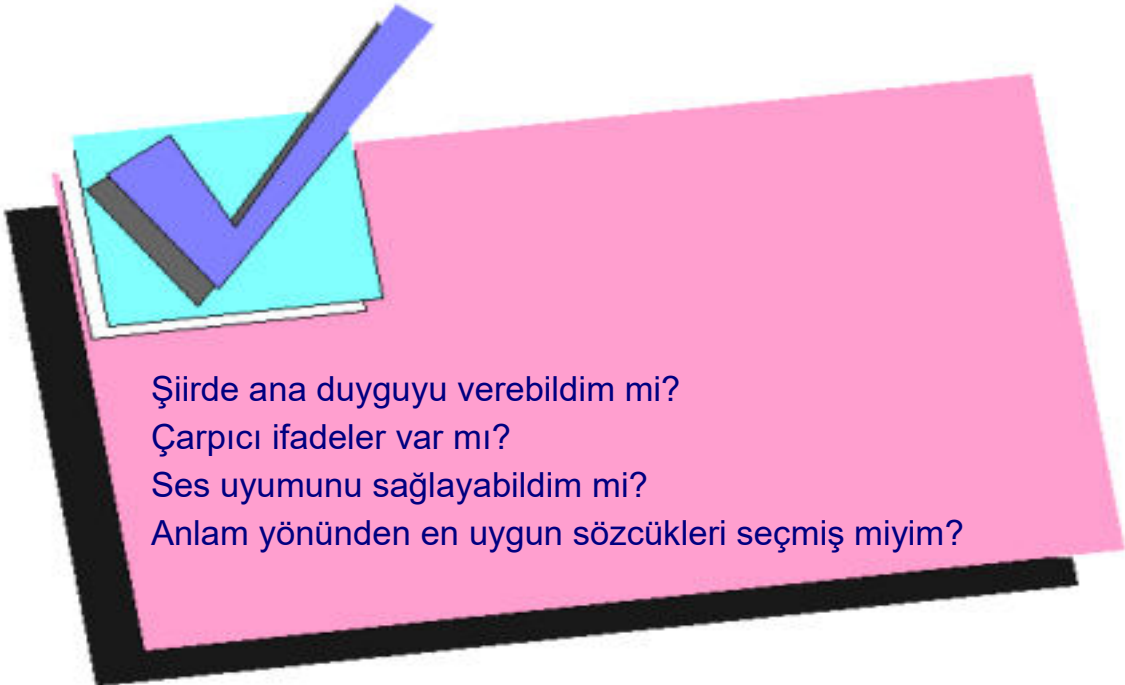 Şiirde ana duyguyu verebildim mi?
Çarpıcı ifadeler var mı?
Ses uyumunu sağlayabildim mi?
Anlam yönünden en uygun sözcükleri seçmiş miyim?